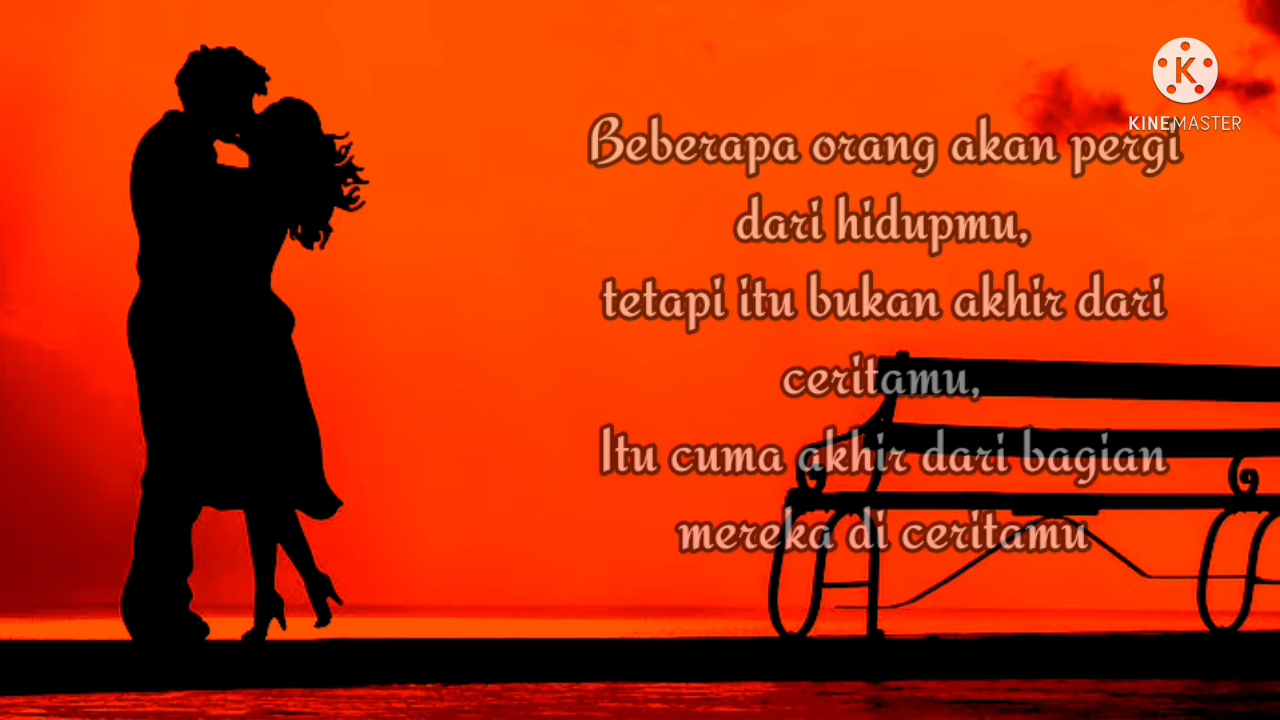 KINEMASTER
Beberapa orang akan pergi
dari hidupmu,
tetapi itu bukan akhir dari
ceritamu,
Itu cuma akhir dari bagian
mereka di ceritamu